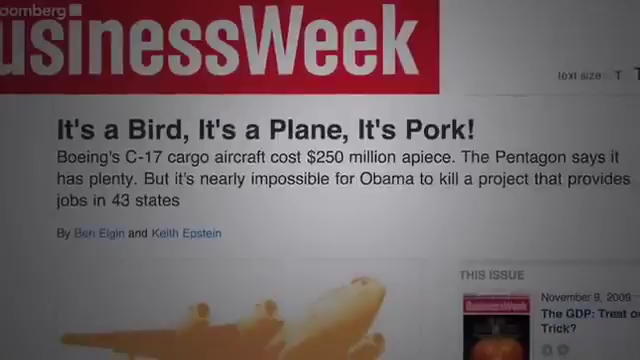 oomberg
usinessWeek
text size: T T
It's a Bird, It's a Plane, It's Pork!
Boeing's C-17 cargo aircraft cost $250 million apiece. The Pentagon says it
has plenty. But it's nearly impossible for Obama to kill a project that provides
jobs in 43 states
By Ben Elgin and Keith Epstein
THIS ISSUE
November 9, 2009
BusinessWeek
The GDP: Treat o
Trick?